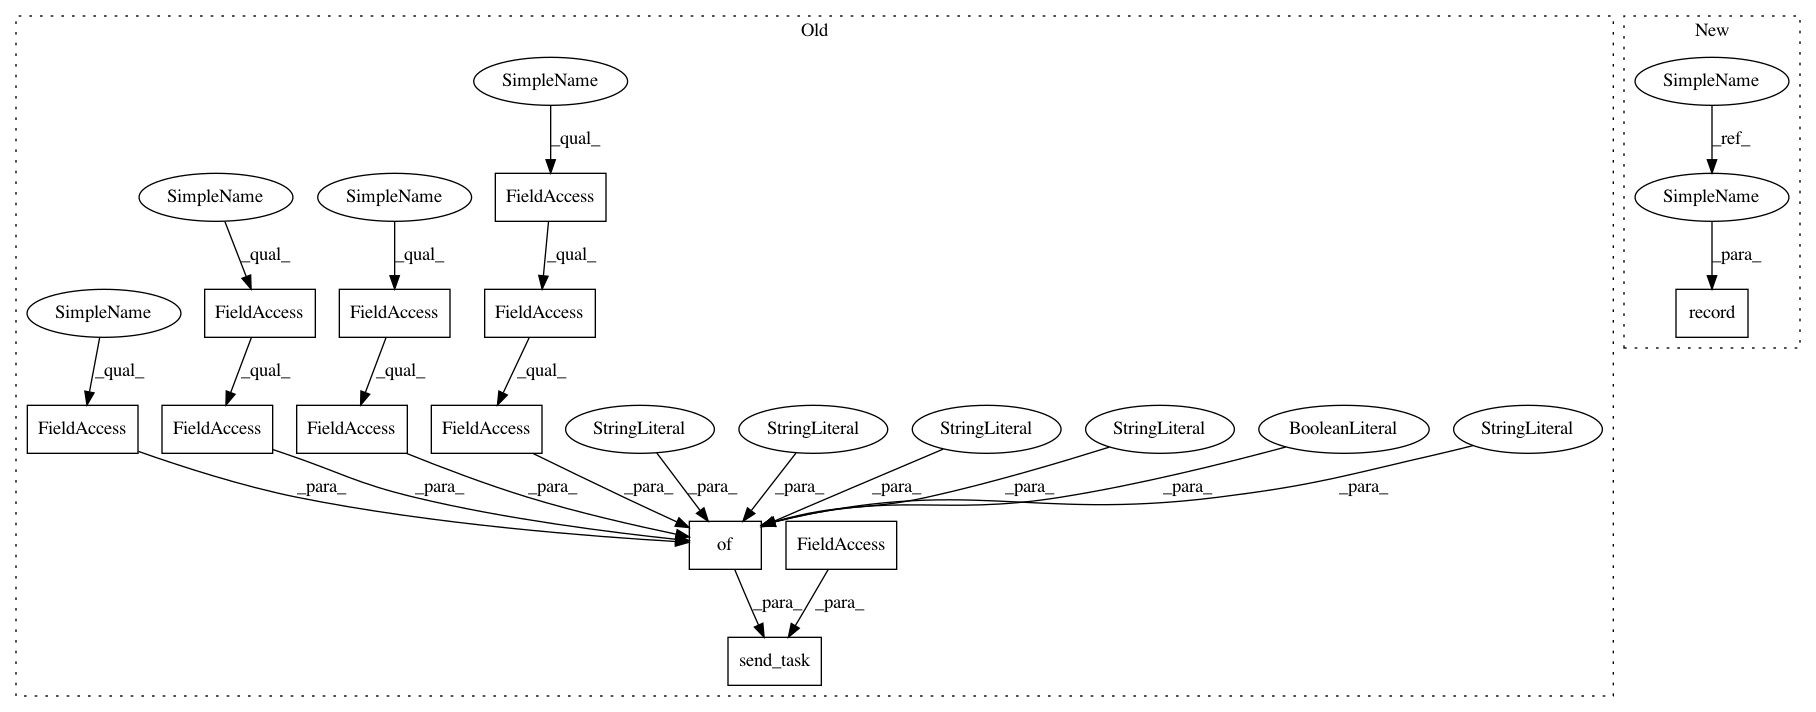 Old
New
SimpleName
SimpleName
_qual_
_ref_
SimpleName
SimpleName
FieldAccess
SimpleName
_qual_
_qual_
_qual_
_para_
SimpleName
FieldAccess
FieldAccess
FieldAccess
record
_qual_
_qual_
_qual_
_qual_
FieldAccess
FieldAccess
FieldAccess
FieldAccess
StringLiteral
StringLiteral
StringLiteral
StringLiteral
BooleanLiteral
StringLiteral
_para_
_para_
_para_
_para_
_para_
_para_
_para_
_para_
_para_
_para_
of
FieldAccess
_para_
_para_
send_task